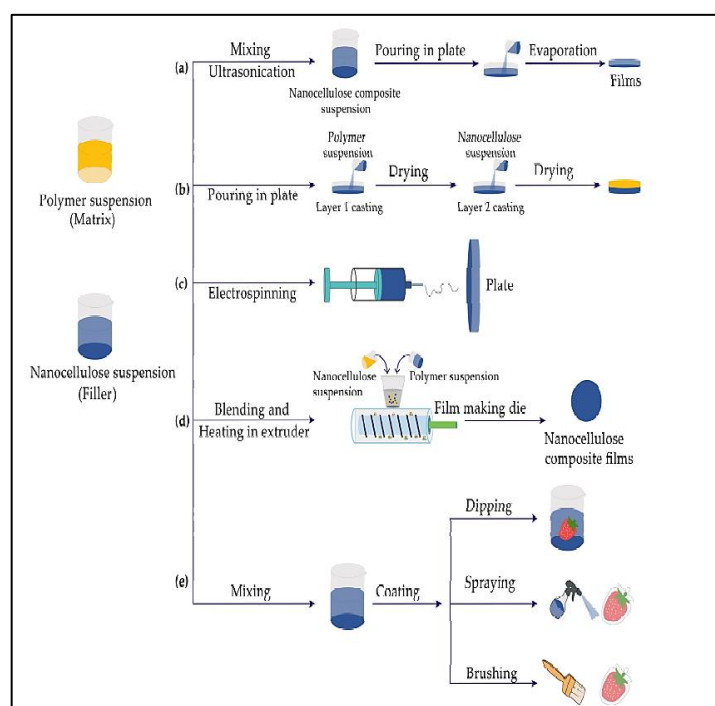 Polymer suspension
(Matrix)
Nanocellulose suspension
(Filler)
(a)
Mixing
Ultrasonication
Nanocellulose composite
suspension
Pouring in plate
Evaporation
Films
(b)
Pouring in plate
Polymer
suspension
Layer 1 casting
Drying
Nanocellulose
suspension
Layer 2 casting
Drying
(c)
Electrospinning
Plate
(d)
Blending and
Heating in extruder
Nanocellulose
suspension
Polymer suspension
Film making die
Nanocellulose
composite films
(e)
Mixing
Coating
Dipping
Spraying
Brushing